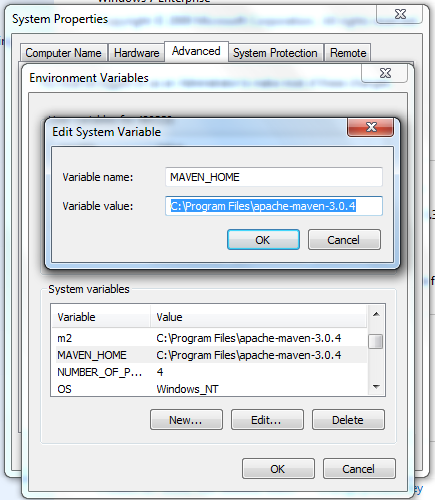 Windows 7 Enterprise
System Properties
Computer Name Hardware Advanced System Protection Remote
Environment Variables
Edit System Variable
Variable name: MAVEN_HOME
Variable value: C:\Program Files\apache-maven-3.0.4
OK Cancel
System variables
Variable Value
m2 C:\Program Files\apache-maven-3.0.4
MAVEN_HOME C:\Program Files\apache-maven-3.0.4
NUMBER_OF_P... 4
OS Windows_NT
New... Edit... Delete
OK Cancel